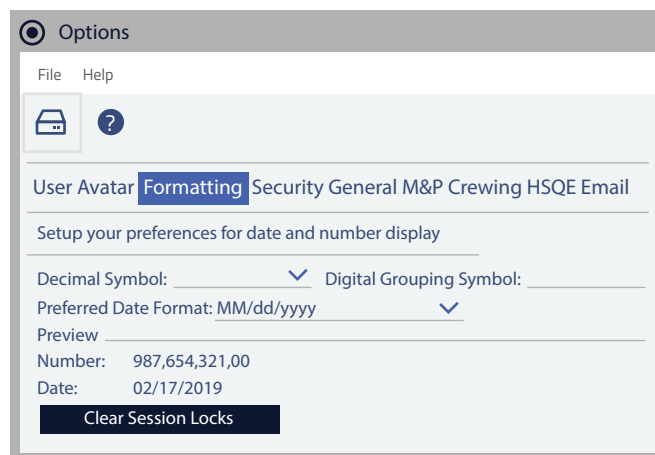 Options
File Help
?
User Avatar Formatting Security General M&P Crewing HSQE Email
Setup your preferences for date and number display
Decimal Symbol: Digital Grouping Symbol:
Preferred Date Format: MM/dd/yyyy
Preview
Number: 987,654,321,00
Date: 02/17/2019
Clear Session Locks